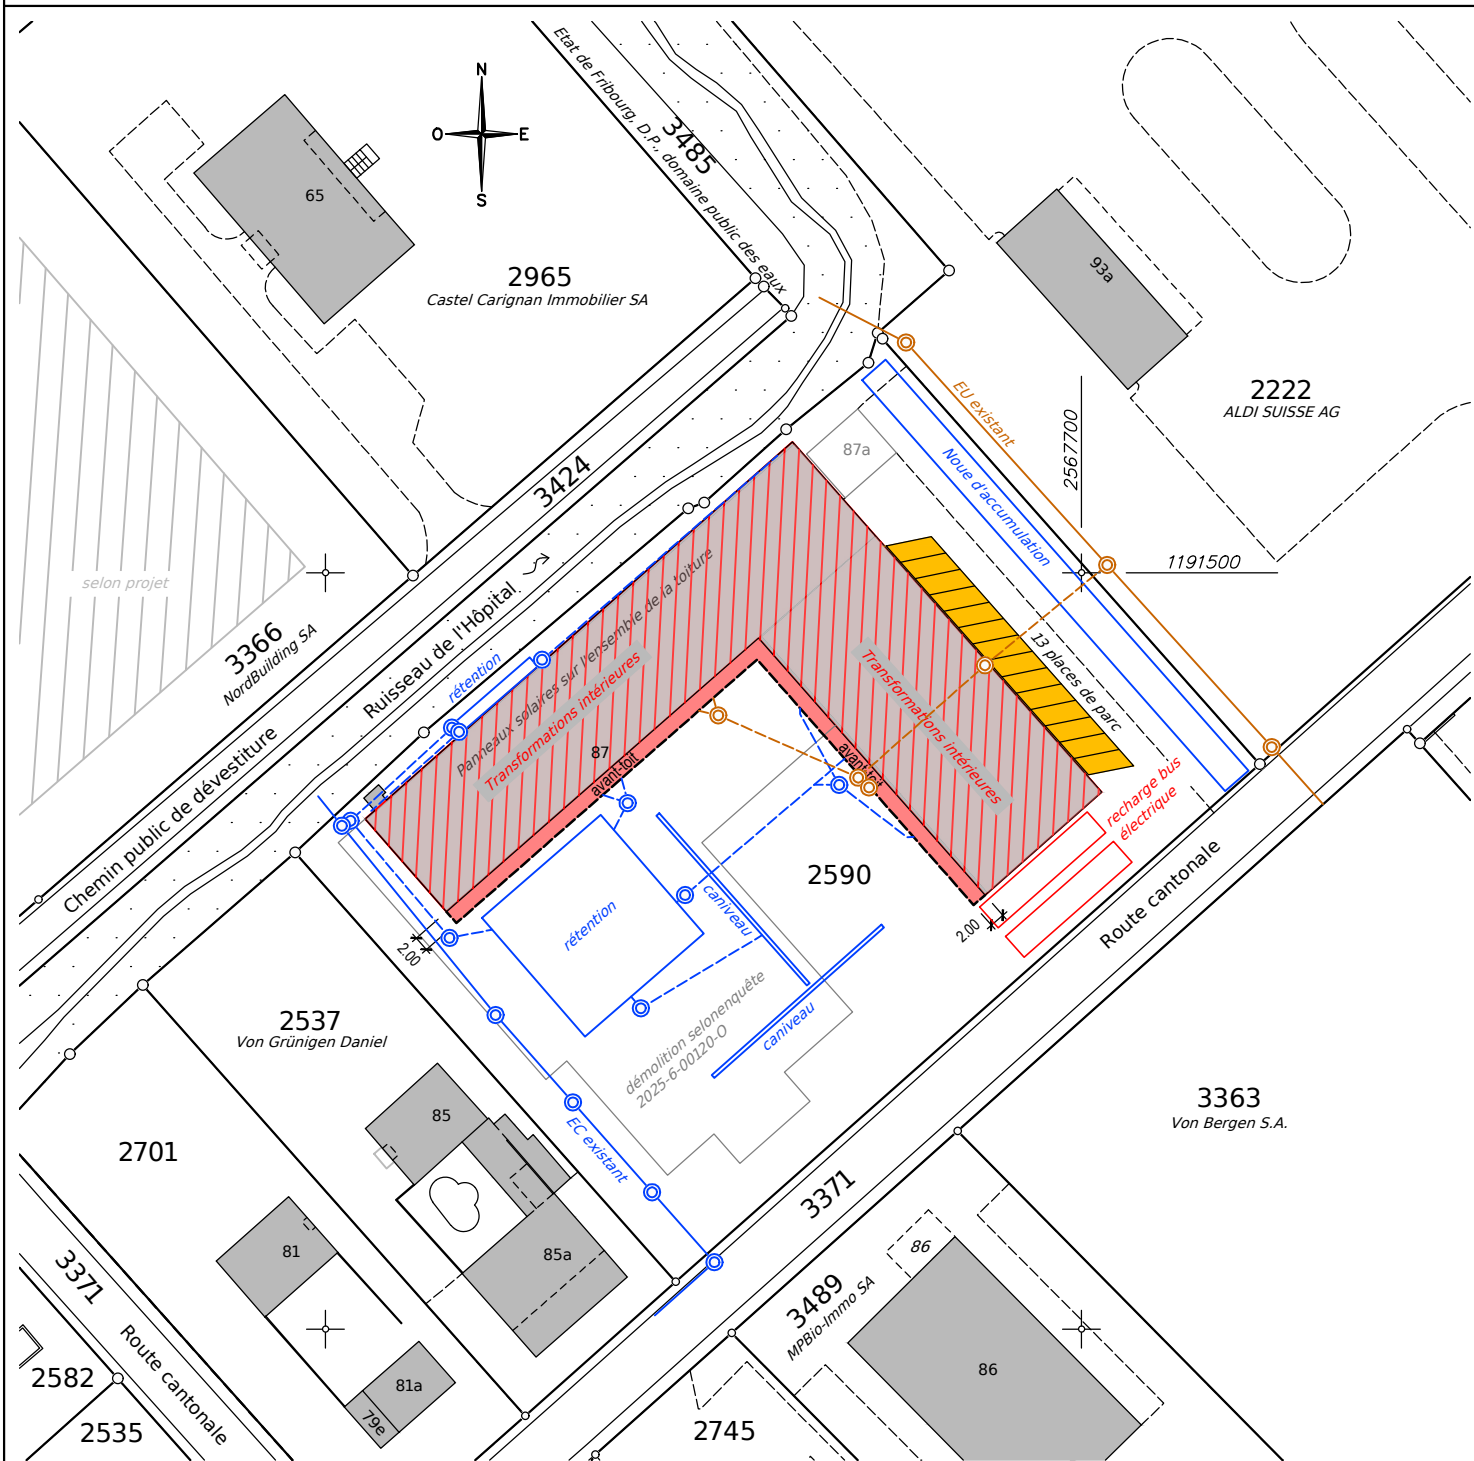 N
O
E
S
Etat de Fribourg, D.P., domaine public des eaux
3485
65
2965
Castel Carignan Immobilier SA
93a
2222
ALDI SUISSE AG
2567700
1191500
EU existant
Noue d'accumulation
87a
3424
selon projet
3366
NordBuilding SA
Ruisseau de l'Hôpital
Chemin public de dévestiture
rétention
Panneaux solaires sur l'ensemble de la toiture
Transformations intérieures
87
avant-toit
Transformations intérieures
avant-toit
13 places de parc
recharge bus
électrique
Route cantonale
2590
2.00
2.00
rétention
caniveau
caniveau
démolition selonenquête
2025-6-00120-O
2537
Von Grünigen Daniel
EC existant
3363
Von Bergen S.A.
2701
85
85a
81
81a
79e
3371
Route cantonale
3371
3489
MPBio-Immo SA
86
86
2582
2535
2745